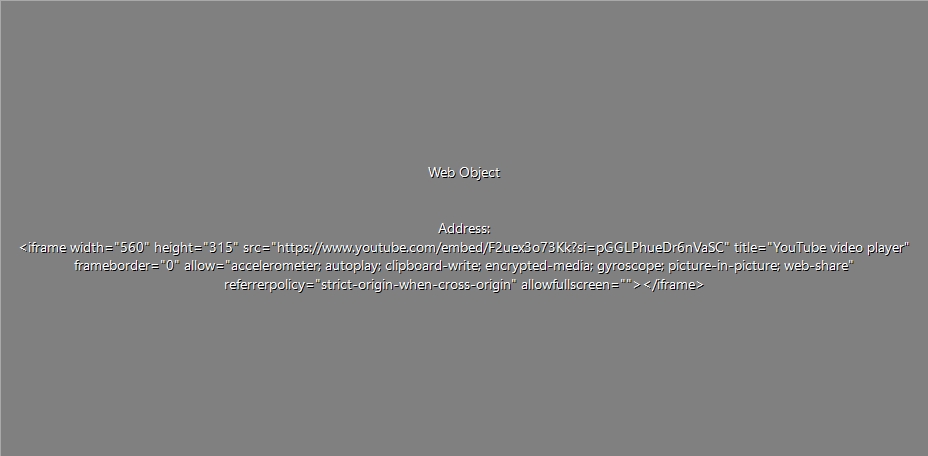 Web Object
Address:
<iframe width="560" height="315" src="https://www.youtube.com/embed/F2uex3o73Kk?si=pGGLPhueDr6nVaSC" title="YouTube video player"
frameborder="0" allow="accelerometer; autoplay; clipboard-write; encrypted-media; gyroscope; picture-in-picture; web-share"
referrerpolicy="strict-origin-when-cross-origin" allowfullscreen=""></iframe>